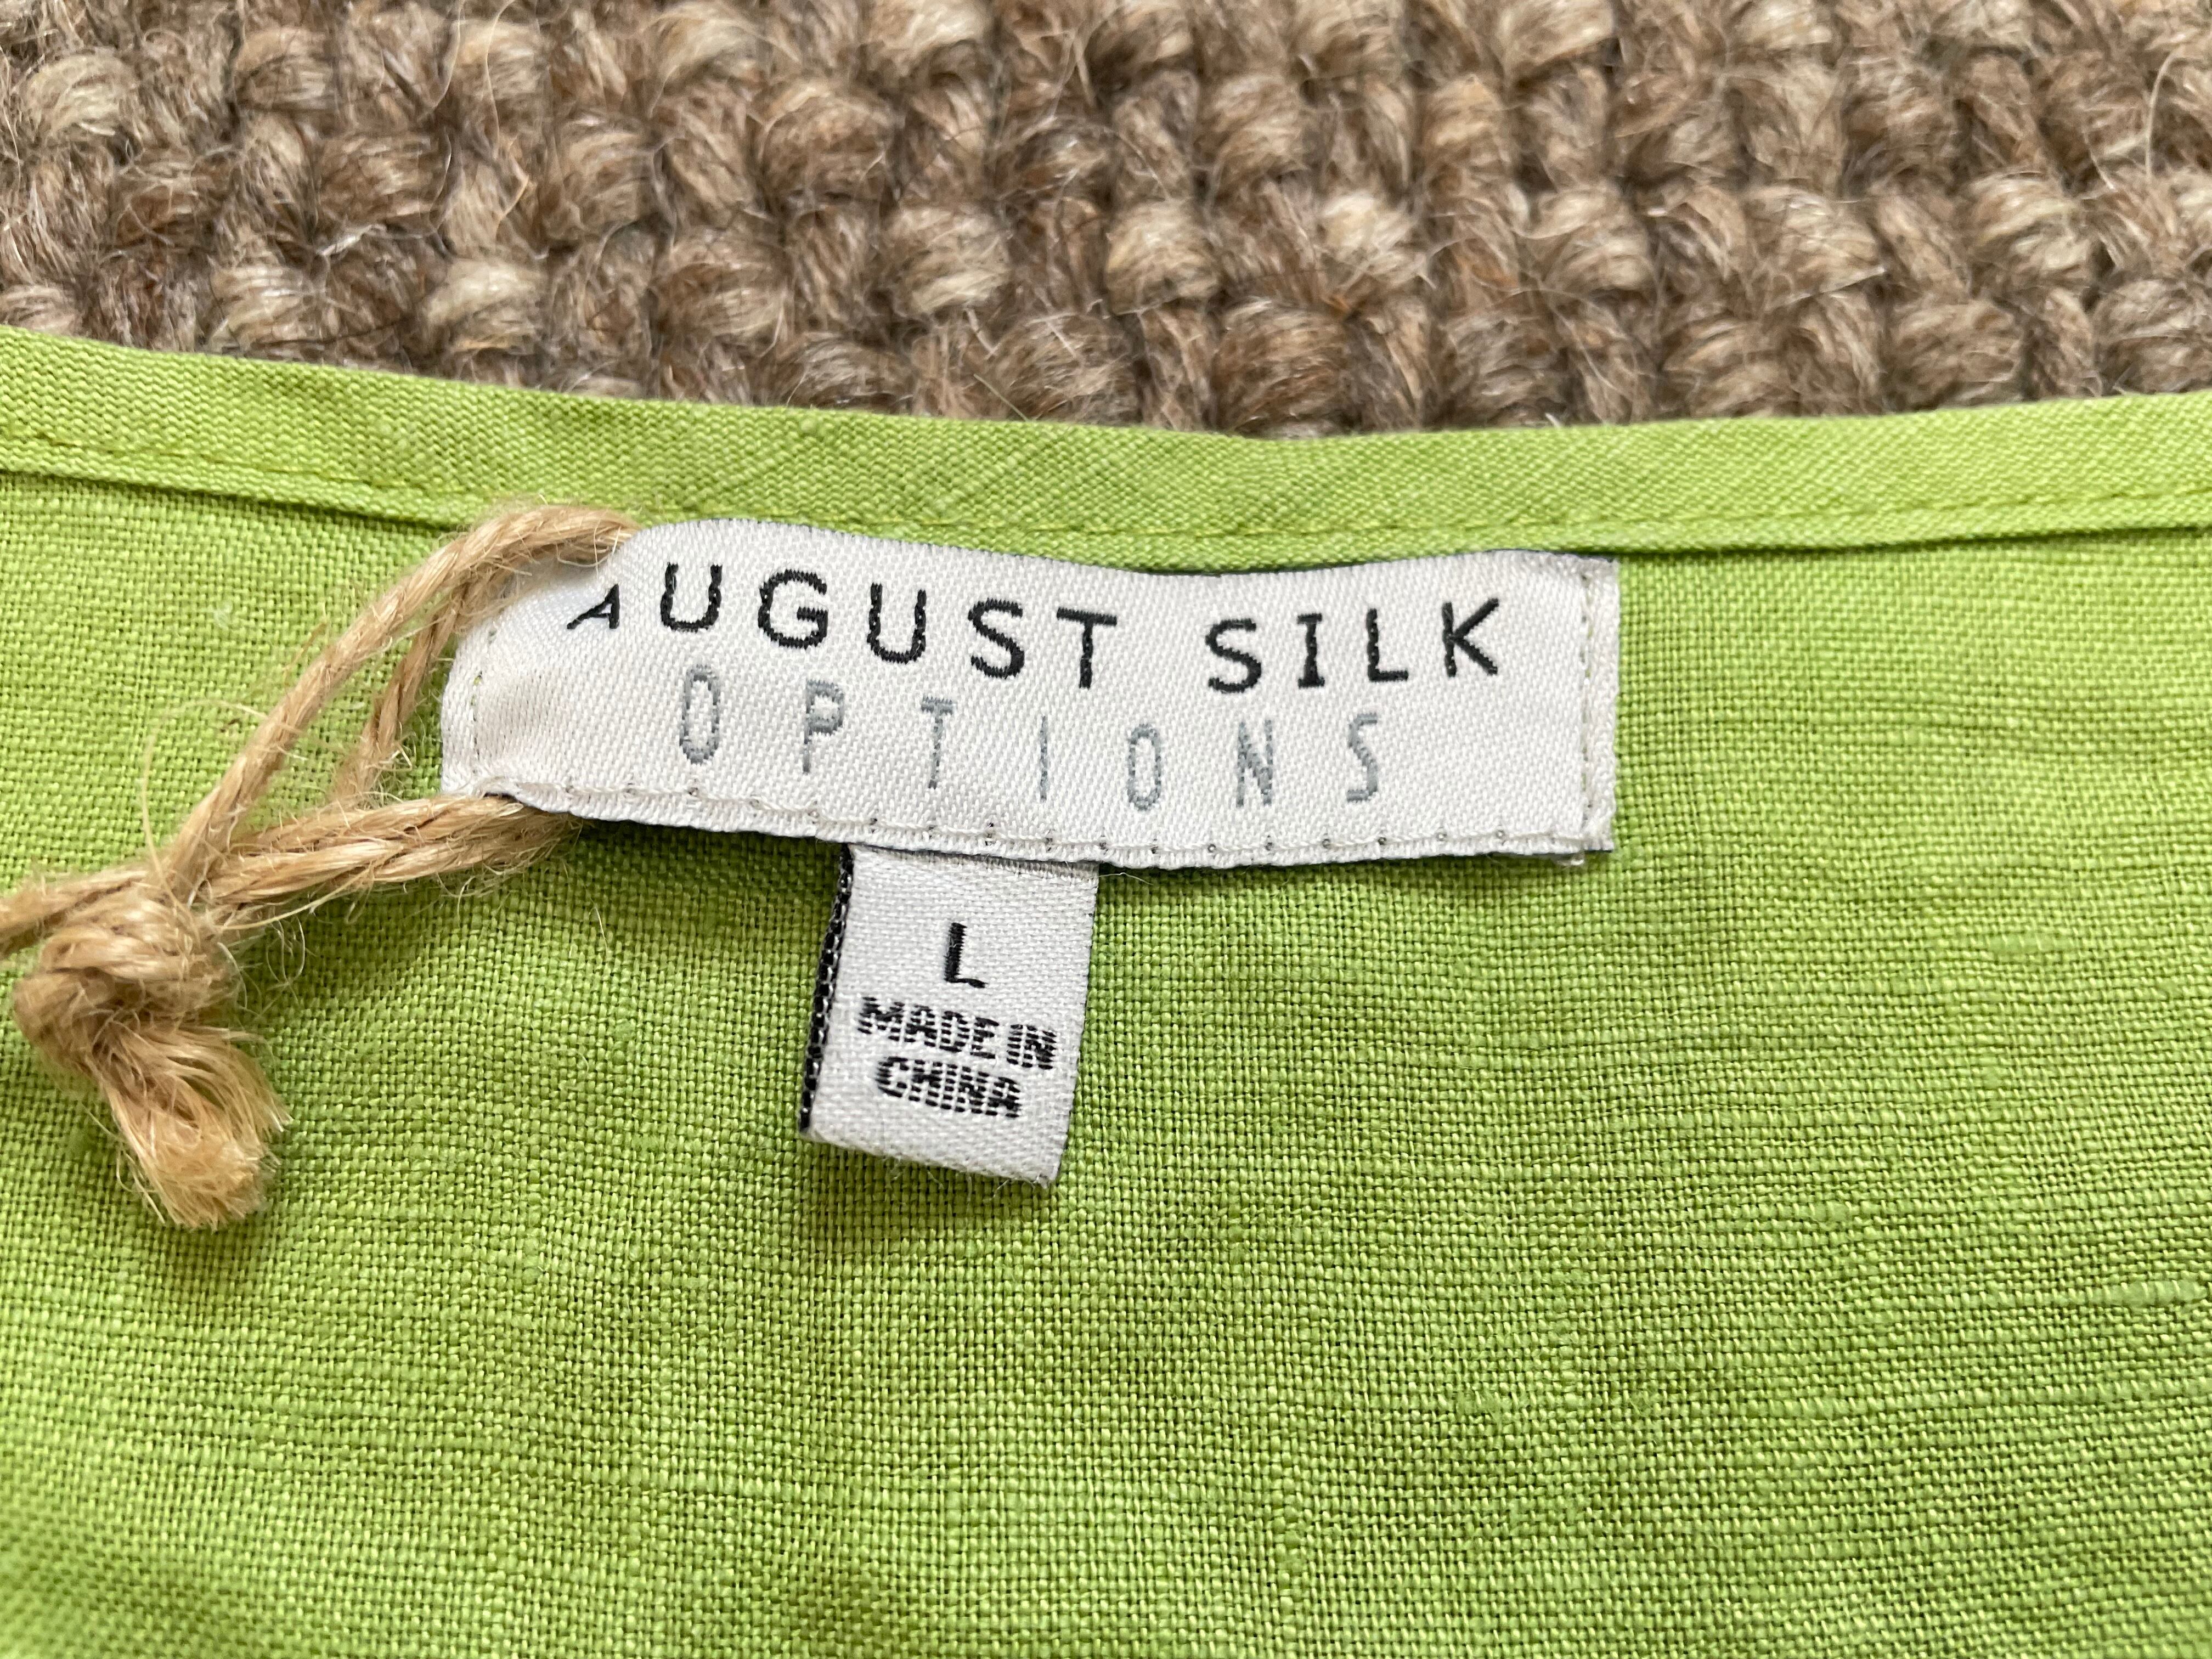 AUGUST SILK
OPTIONS
L
MADE IN
CHINA